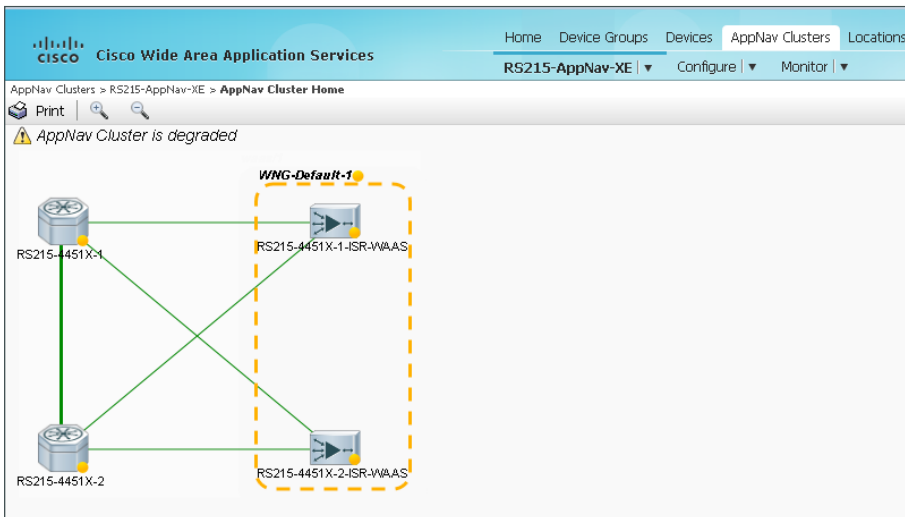 Home Device Groups Devices AppNav Clusters Locations
CISCO Cisco Wide Area Application Services
RS215-AppNav-XE Configure Monitor
AppNav Clusters > RS215-AppNav-XE > AppNav Cluster Home
Print
AppNav Cluster is degraded
WNG-Default-1
RS215-4451X-1
RS215-4451X-1-ISR-WAAS
RS215-4451X-2
RS215-4451X-2-ISR-WAAS